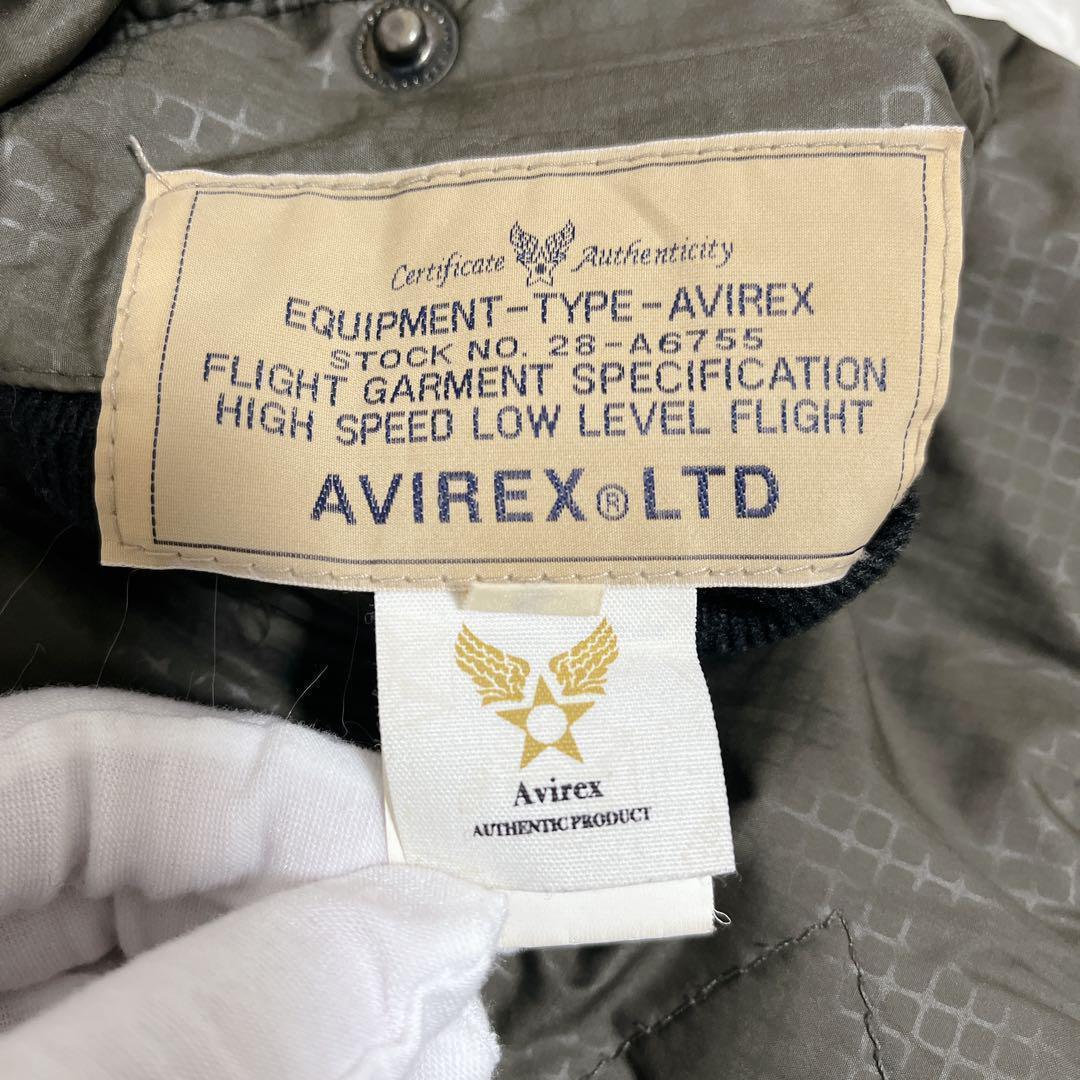 Certificate Authenticity
EQUIPMENT-TYPE-AVIREX
STOCK NO. 28-A6755
FLIGHT GARMENT SPECIFICATION
HIGH SPEED LOW LEVEL FLIGHT
AVIREX®LTD
Avirex
AUTHENTIC PRODUCT